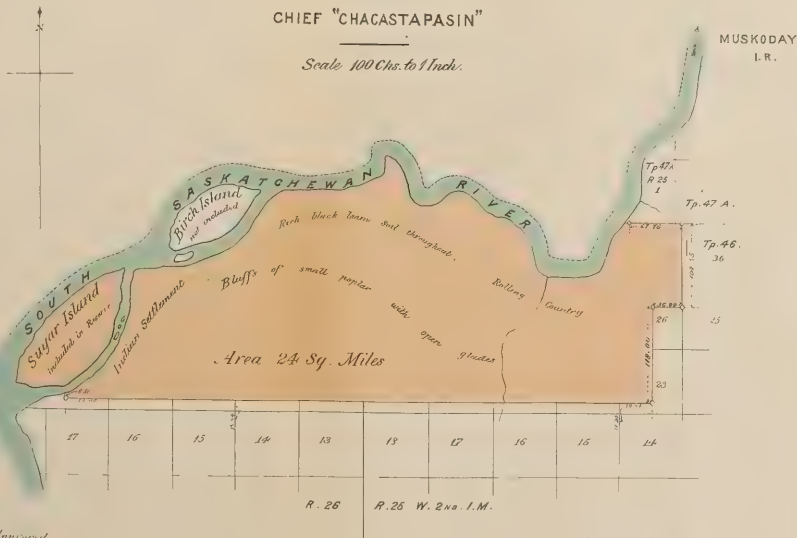 CHIEF "CHACASTAPASIN"
Scale 100 Chs. to 1 Inch.
N
MUSKODAY
I.R.
Tp 47 A
R 25
1
Tp. 47 A.
Tp. 46.
36
25
26
23
SOUTH SASKATCHEWAN RIVER
Birch Island
not included
Sugar Island
included in Reserve
Indian Settlement
Rich black loam Soil throughout.
Bluffs of small poplar with open glades
Rolling Country
Area 24 Sq. Miles
17 16 15 14 13 18 17 16 15 14
R. 26 R. 25 W. 2ND. I.M.